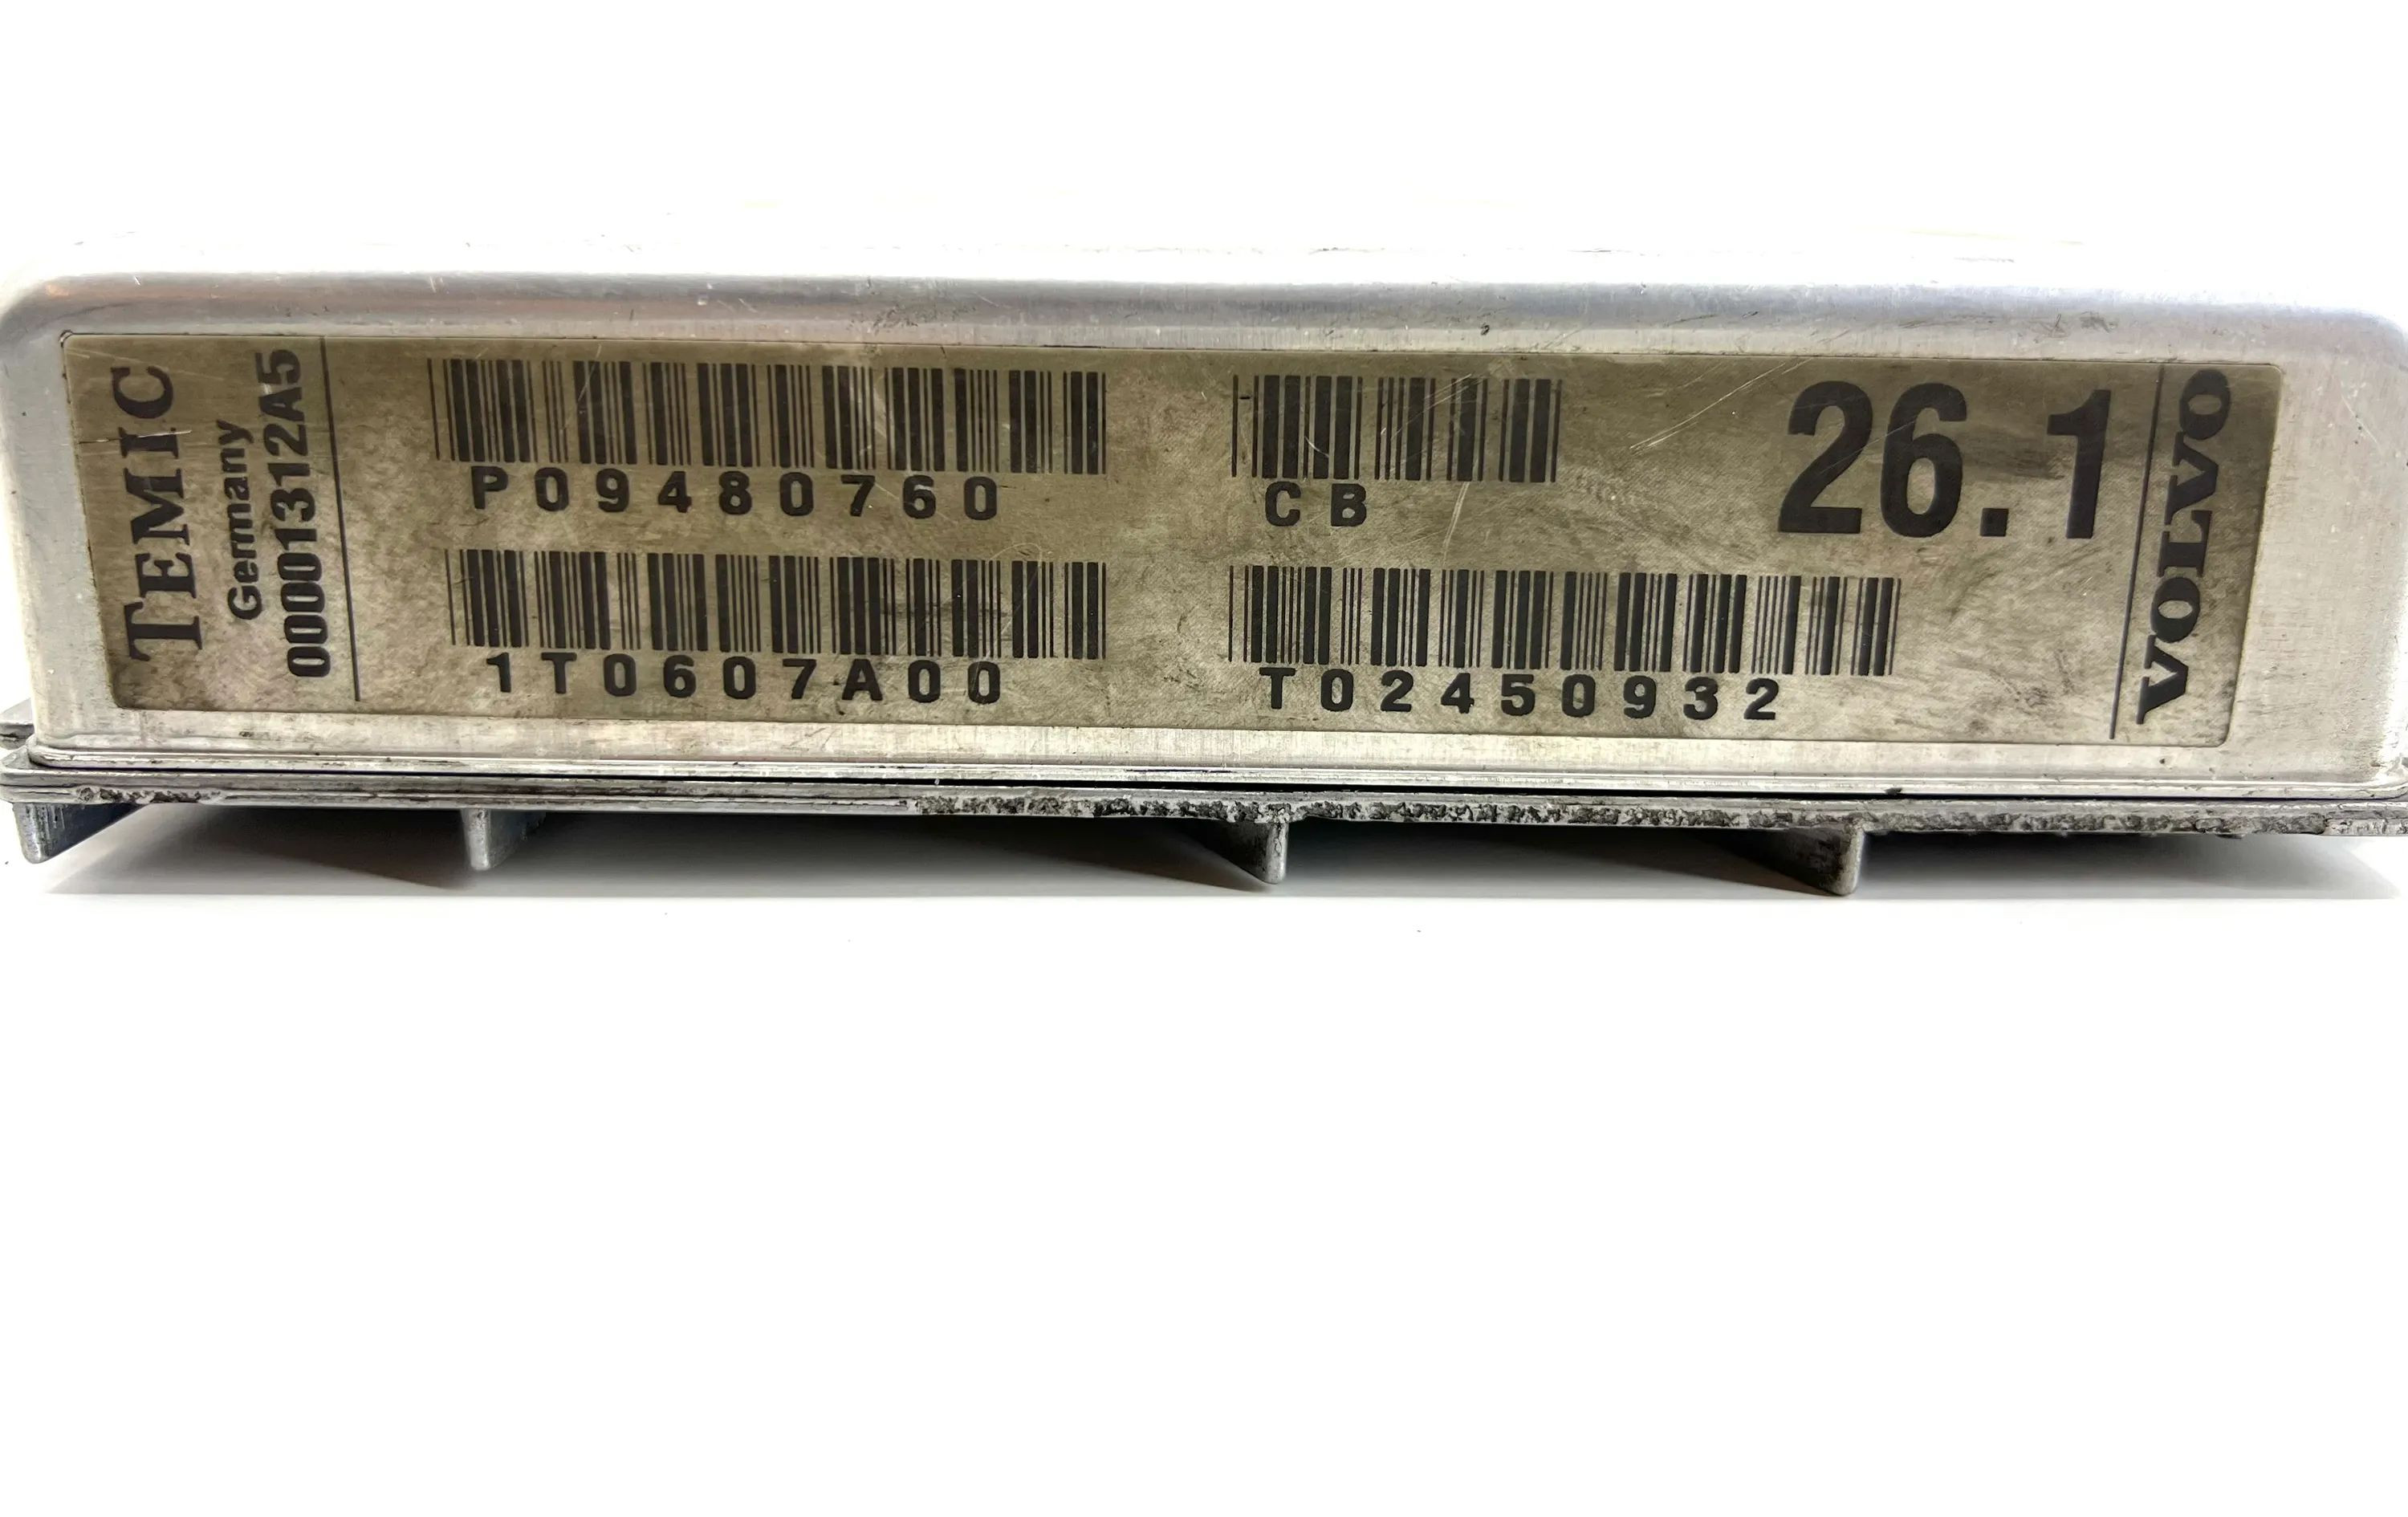 TEMIC
Germany
00001312A5
P09480760
CB
26.1
1T0607A00
T02450932
VOLVO